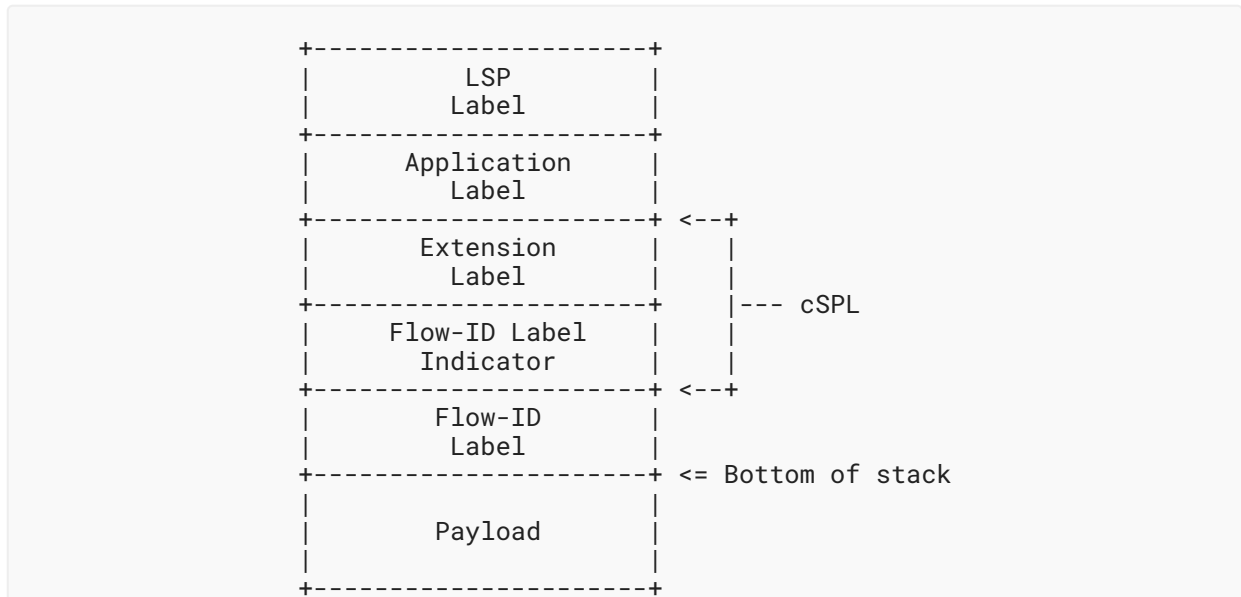 +----------------------+
|          LSP         |
|         Label        |
+----------------------+
|      Application     |
|         Label        |
+----------------------+ <--+
|       Extension      |    |
|         Label        |    |
+----------------------+    |--- cSPL
|     Flow-ID Label    |    |
|       Indicator      |    |
+----------------------+ <--+
|        Flow-ID       |
|         Label        |
+----------------------+ <= Bottom of stack
|                      |
|        Payload       |
|                      |
+----------------------+